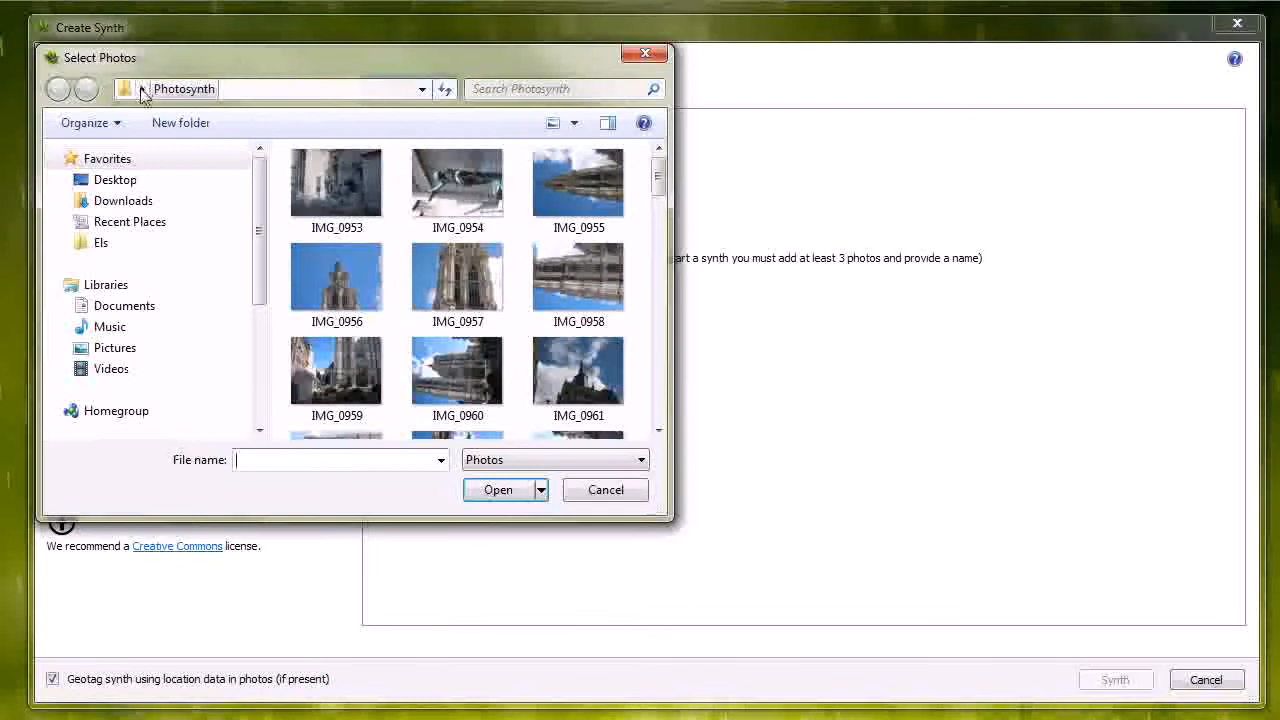 Create Synth
Select Photos
Photosynth
Search Photosynth
Organize
New folder
Favorites
Desktop
Downloads
Recent Places
Els
Libraries
Documents
Music
Pictures
Videos
Homegroup
IMG_0953 IMG_0954 IMG_0955
IMG_0956 IMG_0957 IMG_0958
IMG_0959 IMG_0960 IMG_0961
art a synth you must add at least 3 photos and provide a name)
File name:
Photos
Open
Cancel
We recommend a Creative Commons license.
Geotag synth using location data in photos (if present)
Synth
Cancel